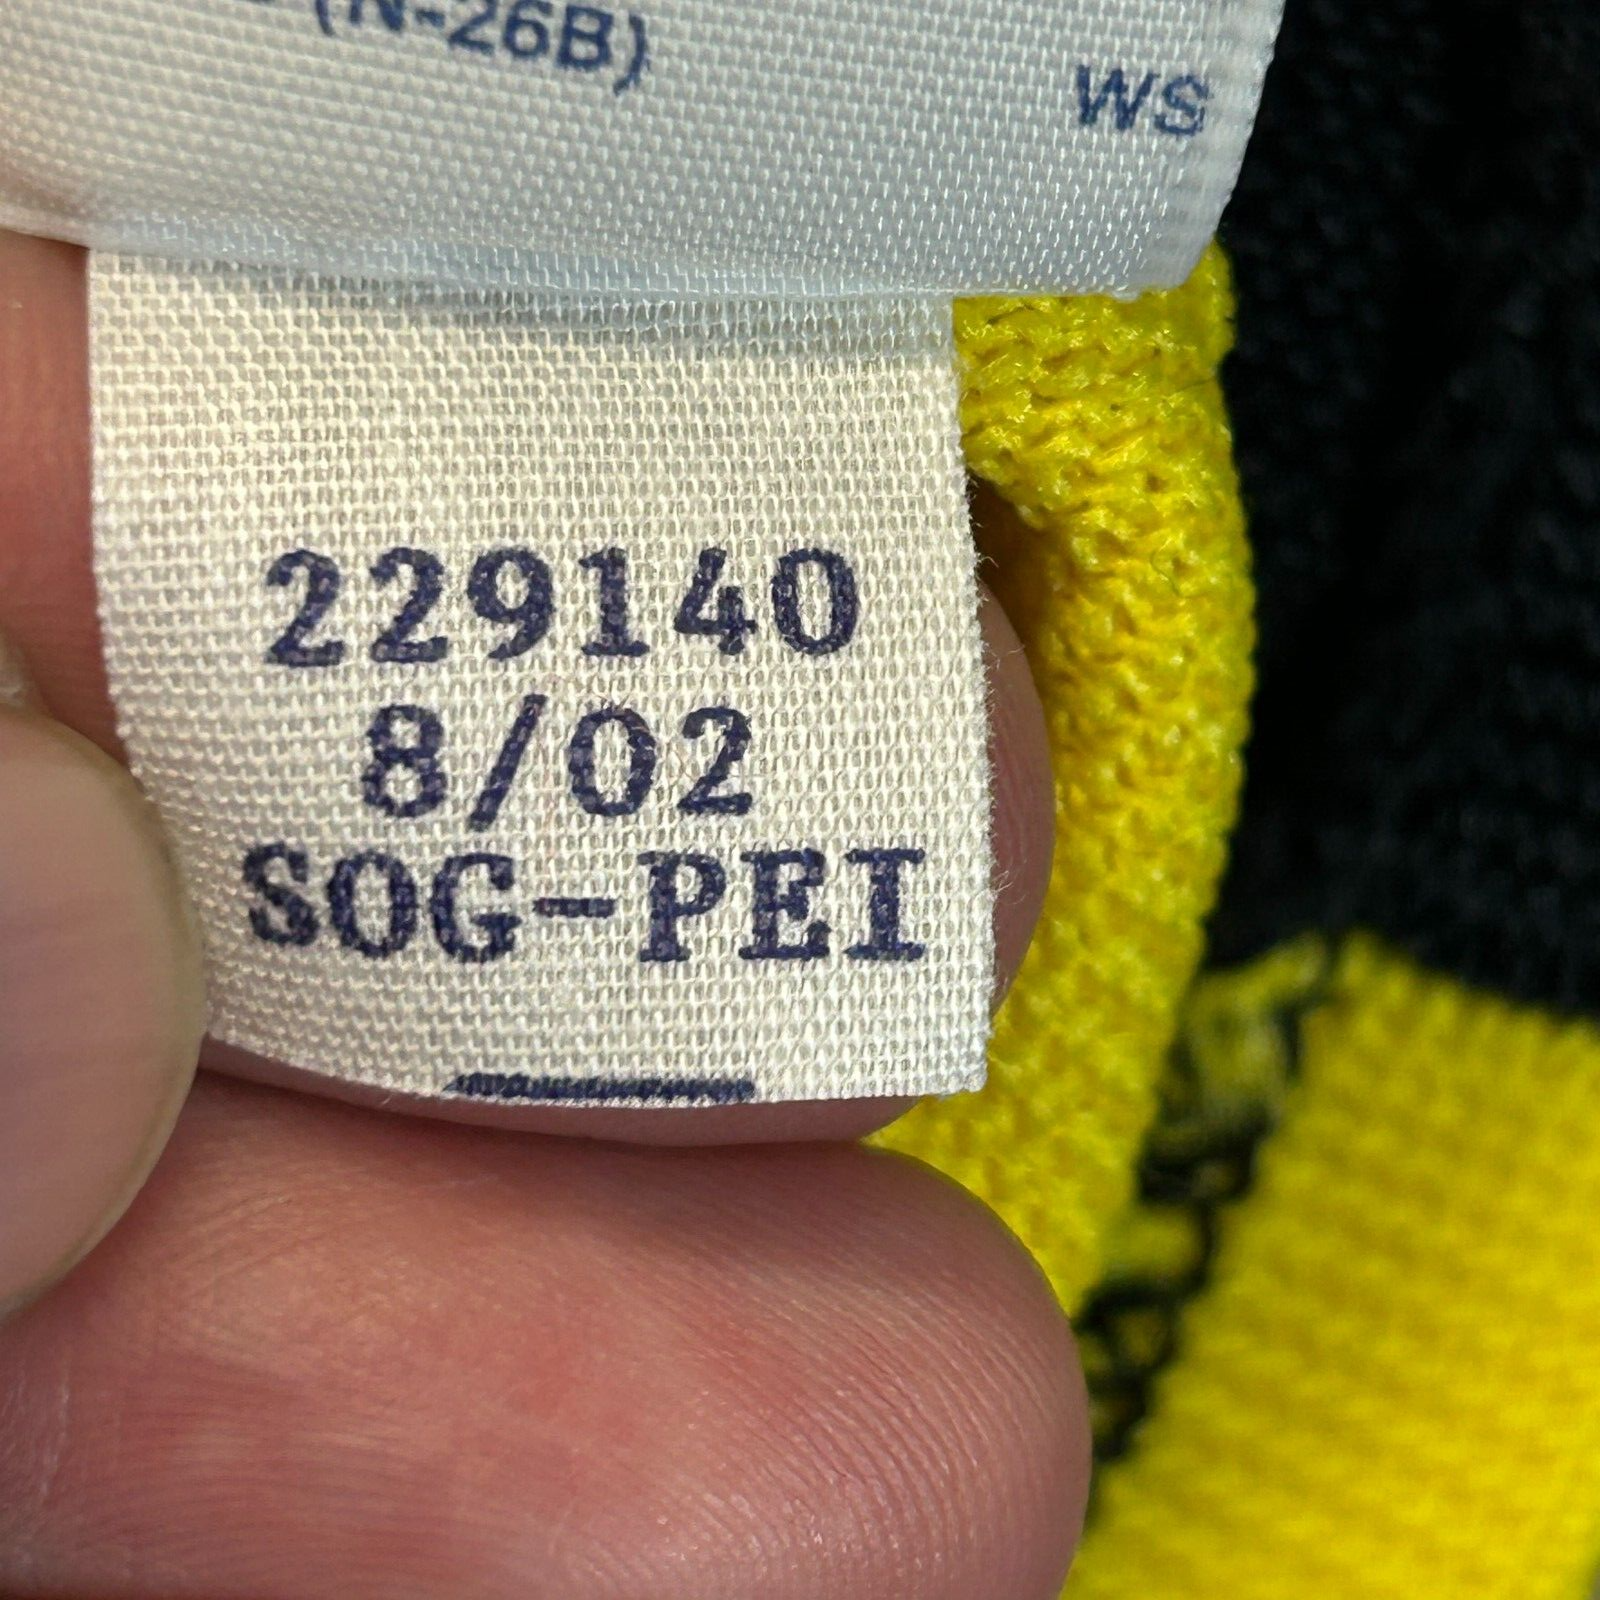 (N-26B)
WS
229140
8/02
SOG-PEI